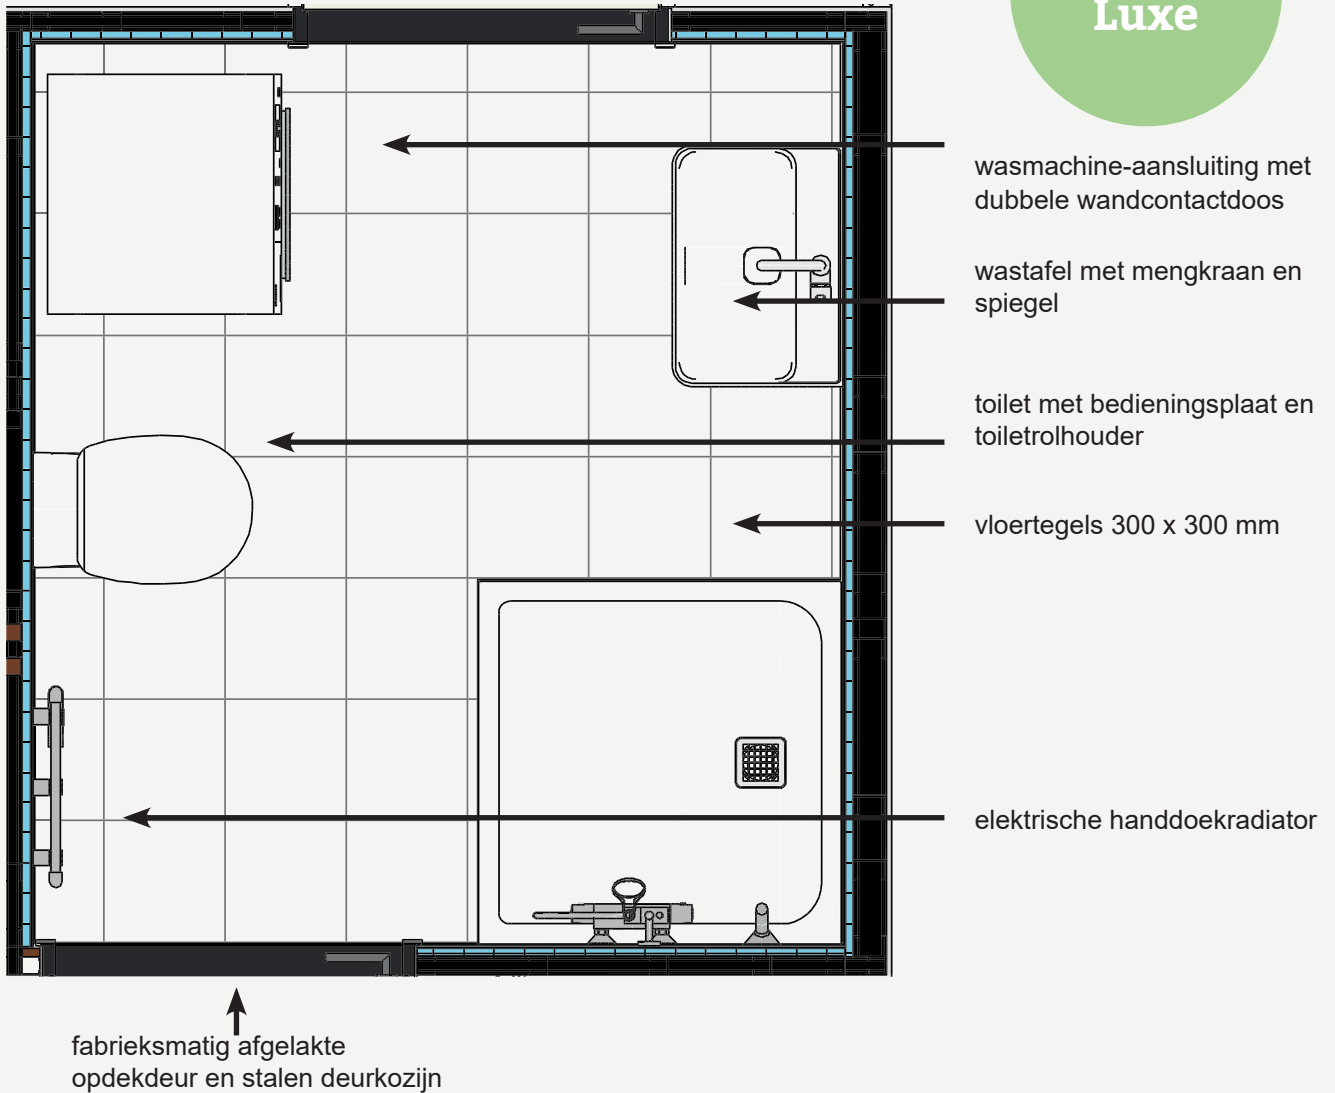 Luxe
wasmachine-aansluiting met
dubbele wandcontactdoos
wastafel met mengkraan en
spiegel
toilet met bedieningsplaat en
toiletrolhouder
vloertegels 300 x 300 mm
elektrische handdoekradiator
fabrieksmatig afgelakte
opdekdeur en stalen deurkozijn